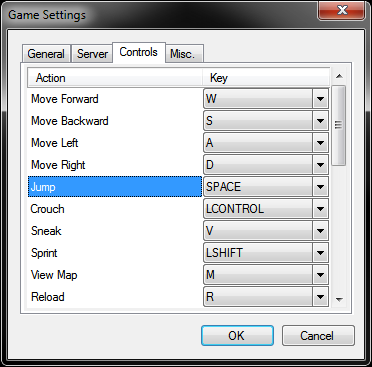 Game Settings
General Server Controls Misc.
Action Key
Move Forward W
Move Backward S
Move Left A
Move Right D
Jump SPACE
Crouch LCONTROL
Sneak V
Sprint LSHIFT
View Map M
Reload R
OK Cancel